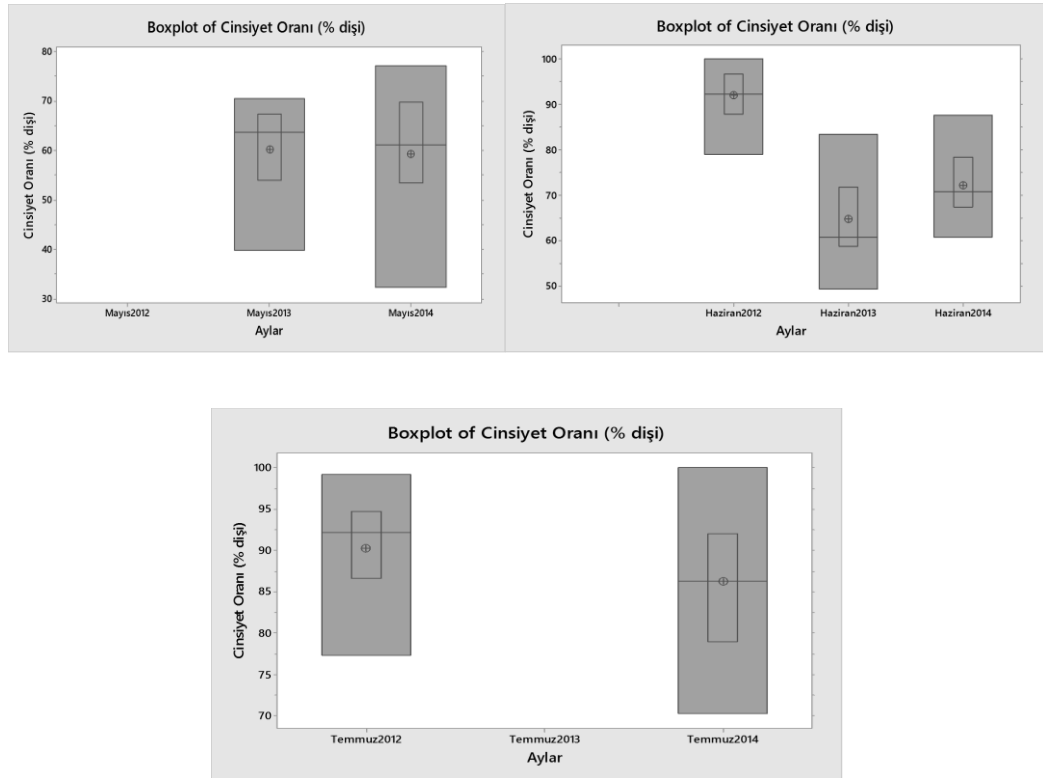 Boxplot of Cinsiyet Oranı (% dişi)
Cinsiyet Oranı (% dişi)
80
70
60
50
40
30
Mayıs2012 Mayıs2013 Mayıs2014
Aylar
Boxplot of Cinsiyet Oranı (% dişi)
Cinsiyet Oranı (% dişi)
100
90
80
70
60
50
Haziran2012 Haziran2013 Haziran2014
Aylar
Boxplot of Cinsiyet Oranı (% dişi)
Cinsiyet Oranı (% dişi)
100
95
90
85
80
75
70
Temmuz2012 Temmuz2013 Temmuz2014
Aylar